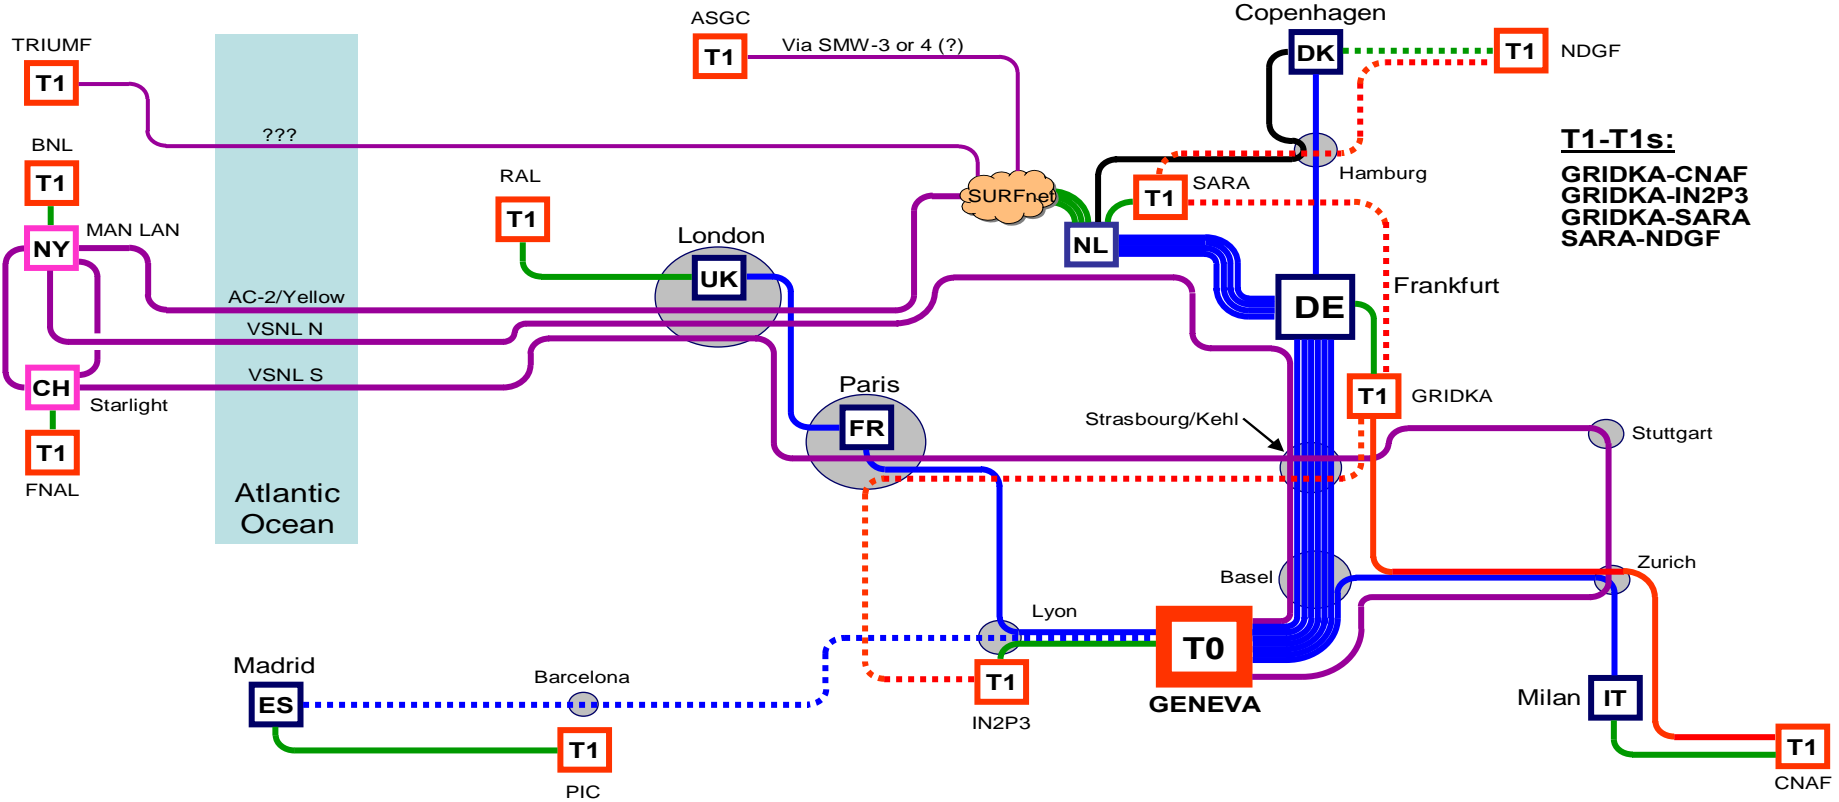 Copenhagen
ASGC
TRIUMF
T1
T1
Via SMW-3 or 4 (?)
DK
T1
NDGF
???
BNL
T1
T1-T1s:
GRIDKA-CNAF
GRIDKA-IN2P3
GRIDKA-SARA
SARA-NDGF
Hamburg
RAL
T1
SURFnet
T1
SARA
MAN LAN
NY
London
UK
NL
Frankfurt
DE
AC-2/Yellow
VSNL N
VSNL S
CH
Starlight
Paris
FR
T1
GRIDKA
Strasbourg/Kehl
Stuttgart
T1
FNAL
Atlantic
Ocean
Basel
Zurich
Lyon
T0
GENEVA
Madrid
ES
Barcelona
T1
IN2P3
Milan
IT
T1
PIC
T1
CNAF